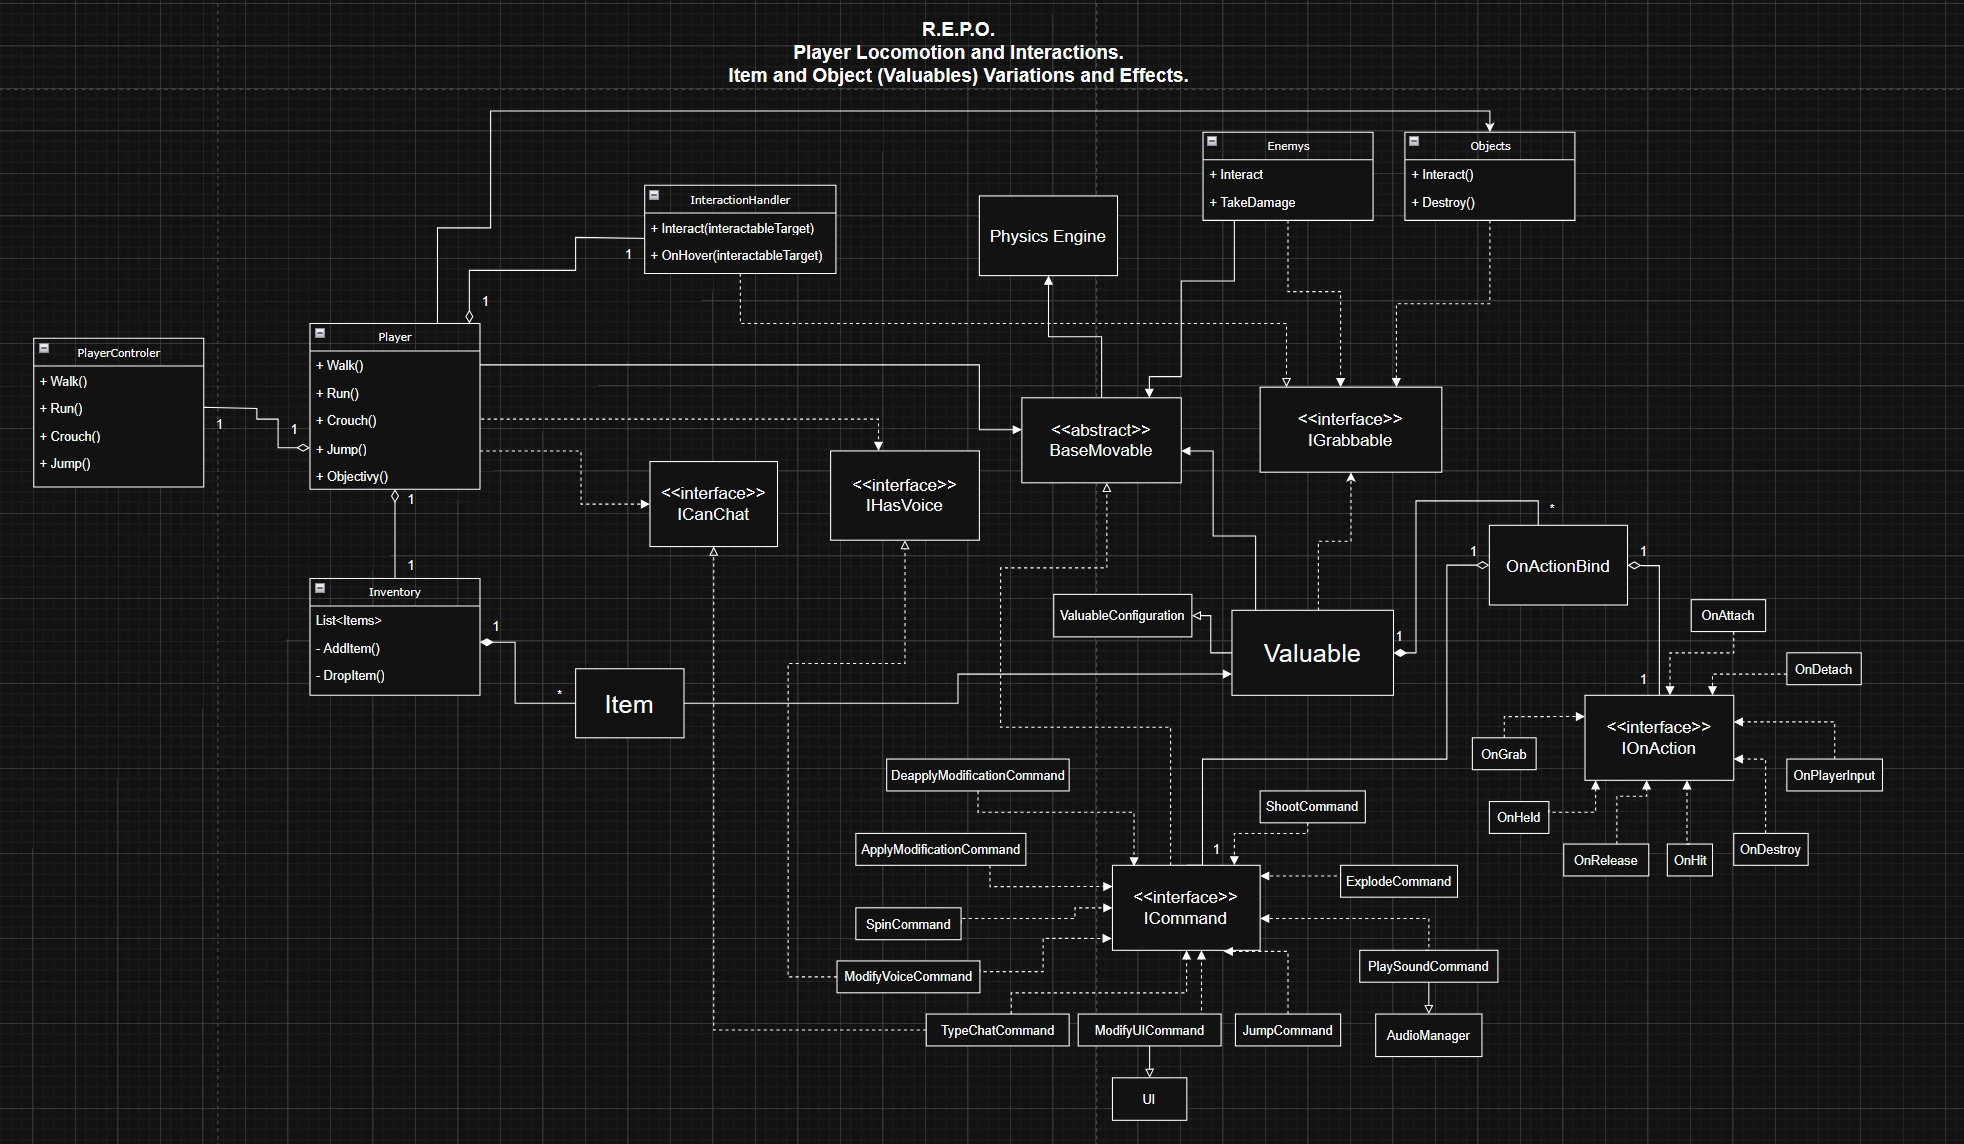 R.E.P.O.
Player Locomotion and Interactions.
Item and Object (Valuables) Variations and Effects.
Enemys
+ Interact
+ TakeDamage
Objects
+ Interact()
+ Destroy()
InteractionHandler
+ Interact(interactableTarget)
+ OnHover(interactableTarget)
1
1
Physics Engine
PlayerControler
+ Walk()
+ Run()
+ Crouch()
+ Jump()
1
1
Player
+ Walk()
+ Run()
+ Crouch()
+ Jump()
+ Objectivy()
1
1
<<interface>>
ICanChat
<<interface>>
IHasVoice
<<abstract>>
BaseMovable
<<interface>>
IGrabbable
Inventory
List<Items>
- AddItem()
- DropItem()
1
*
Item
ValuableConfiguration
Valuable
1
*
1
OnActionBind
1
1
OnAttach
OnDetach
<<interface>>
IOnAction
OnGrab
OnPlayerInput
OnHeld
OnRelease
OnHit
OnDestroy
DeapplyModificationCommand
ShootCommand
ApplyModificationCommand
1
ExplodeCommand
<<interface>>
ICommand
SpinCommand
ModifyVoiceCommand
PlaySoundCommand
TypeChatCommand
ModifyUICommand
JumpCommand
AudioManager
UI